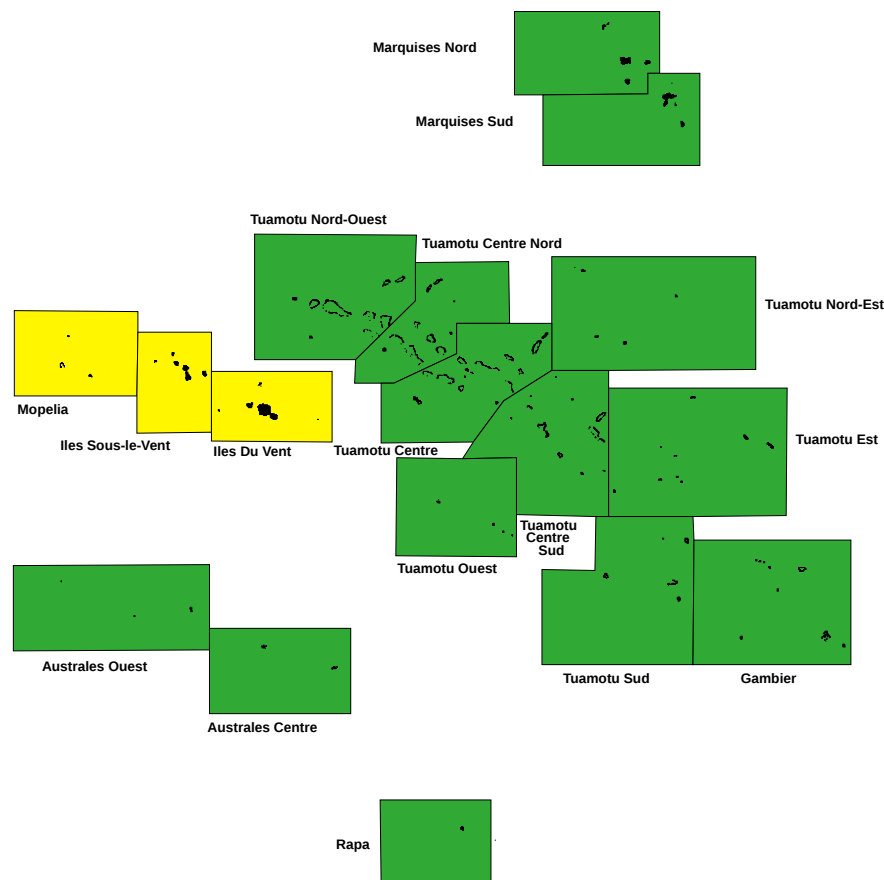 Marquises Nord
Marquises Sud
Tuamotu Nord-Ouest
Tuamotu Centre Nord
Tuamotu Nord-Est
Mopelia
Iles Sous-le-Vent
Iles Du Vent
Tuamotu Centre
Tuamotu Est
Tuamotu
Centre
Sud
Tuamotu Ouest
Australes Ouest
Tuamotu Sud
Gambier
Australes Centre
Rapa